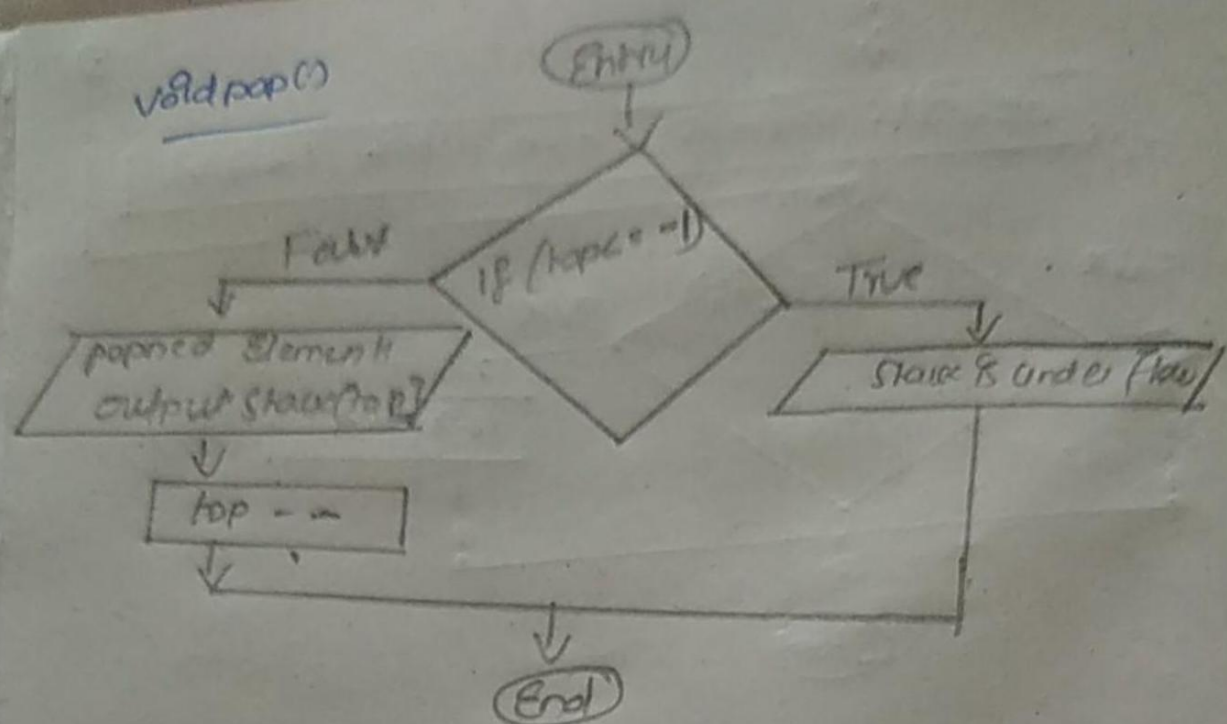 void pop()
Entry
if (top<= -1)
False
True
popped Element is
output stack[top]
stack is under flow
top --
End